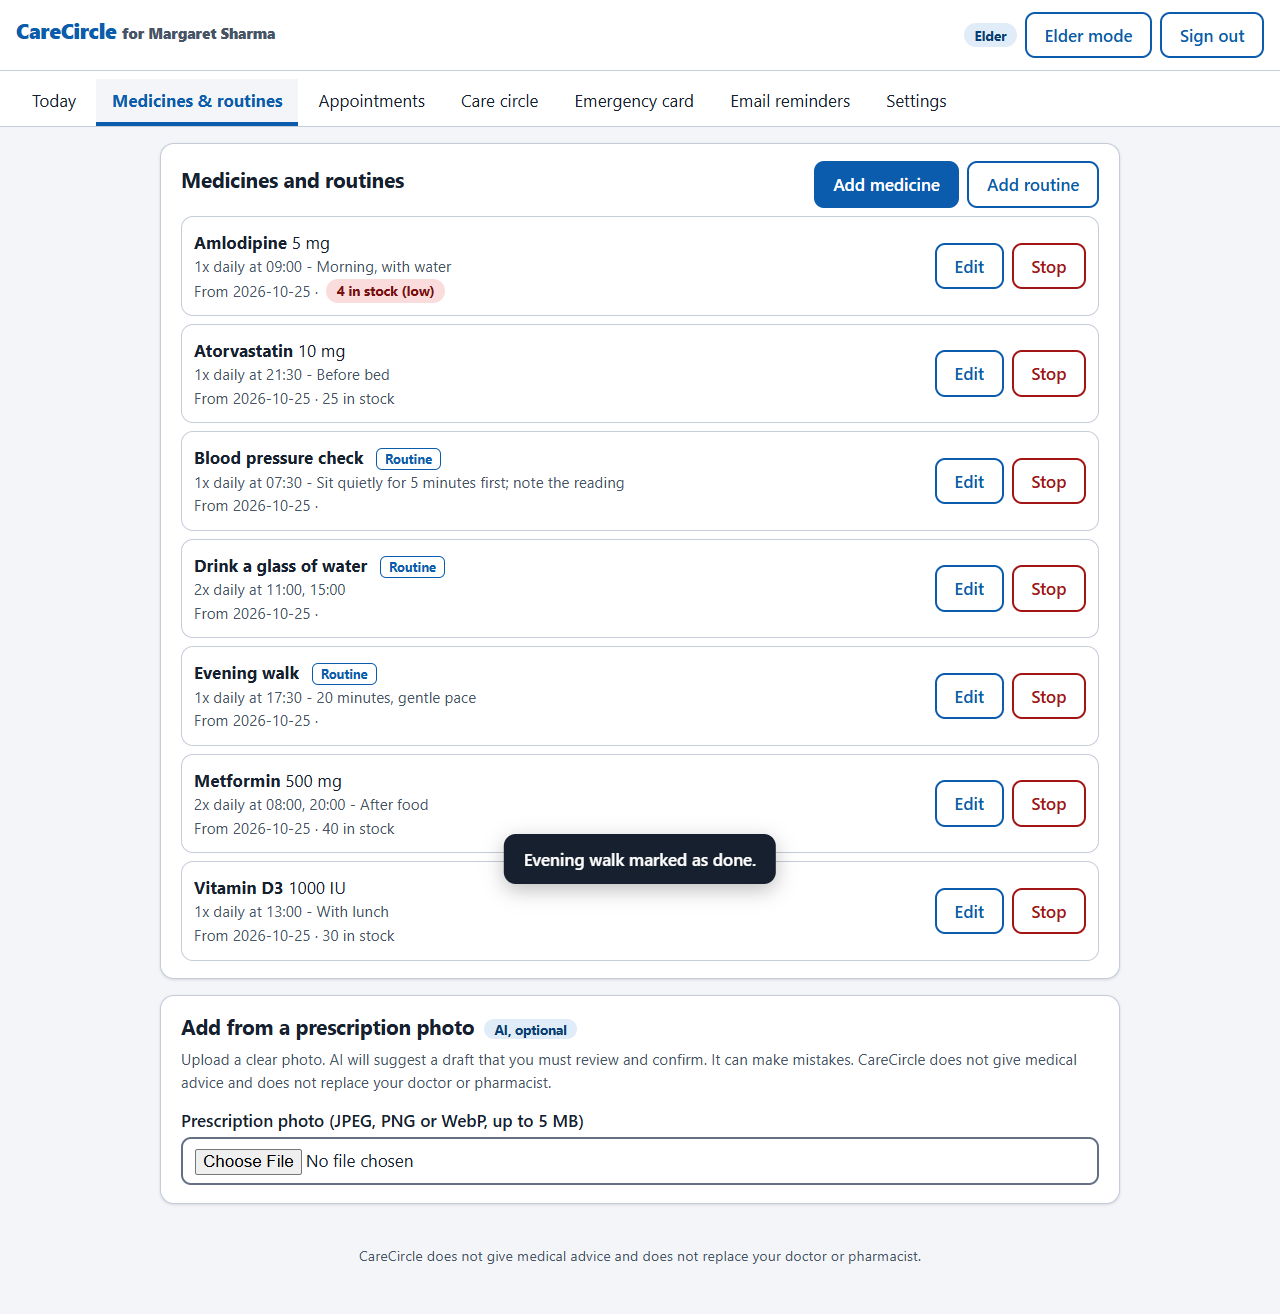 CareCircle for Margaret Sharma
Elder
Elder mode
Sign out
Today
Medicines & routines
Appointments
Care circle
Emergency card
Email reminders
Settings
Medicines and routines
Add medicine
Add routine
Amlodipine 5 mg
1x daily at 09:00 - Morning, with water
From 2026-10-25 · 4 in stock (low)
Edit
Stop
Atorvastatin 10 mg
1x daily at 21:30 - Before bed
From 2026-10-25 · 25 in stock
Edit
Stop
Blood pressure check Routine
1x daily at 07:30 - Sit quietly for 5 minutes first; note the reading
From 2026-10-25 ·
Edit
Stop
Drink a glass of water Routine
2x daily at 11:00, 15:00
From 2026-10-25 ·
Edit
Stop
Evening walk Routine
1x daily at 17:30 - 20 minutes, gentle pace
From 2026-10-25 ·
Edit
Stop
Metformin 500 mg
2x daily at 08:00, 20:00 - After food
From 2026-10-25 · 40 in stock
Edit
Stop
Evening walk marked as done.
Vitamin D3 1000 IU
1x daily at 13:00 - With lunch
From 2026-10-25 · 30 in stock
Edit
Stop
Add from a prescription photo AI, optional
Upload a clear photo. AI will suggest a draft that you must review and confirm. It can make mistakes. CareCircle does not give medical
advice and does not replace your doctor or pharmacist.
Prescription photo (JPEG, PNG or WebP, up to 5 MB)
Choose File No file chosen
CareCircle does not give medical advice and does not replace your doctor or pharmacist.